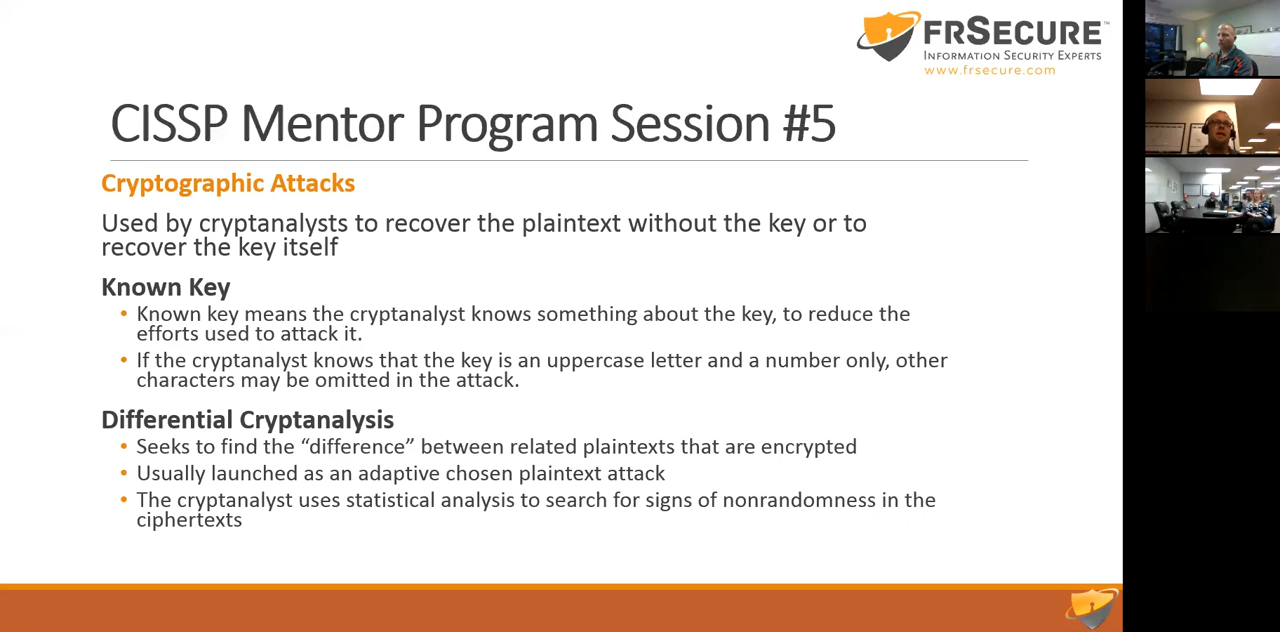 FRSECURE™
INFORMATION SECURITY EXPERTS
www.frsecure.com
CISSP Mentor Program Session #5
Cryptographic Attacks
Used by cryptanalysts to recover the plaintext without the key or to
recover the key itself
Known Key
• Known key means the cryptanalyst knows something about the key, to reduce the
efforts used to attack it.
• If the cryptanalyst knows that the key is an uppercase letter and a number only, other
characters may be omitted in the attack.
Differential Cryptanalysis
• Seeks to find the “difference” between related plaintexts that are encrypted
• Usually launched as an adaptive chosen plaintext attack
• The cryptanalyst uses statistical analysis to search for signs of nonrandomness in the
ciphertexts